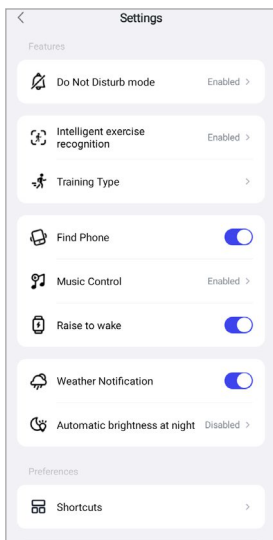 Settings
Features
Do Not Disturb mode
Enabled
Intelligent exercise
recognition
Enabled
Training Type
Find Phone
Music Control
Enabled
Raise to wake
Weather Notification
Automatic brightness at night
Disabled
Preferences
Shortcuts